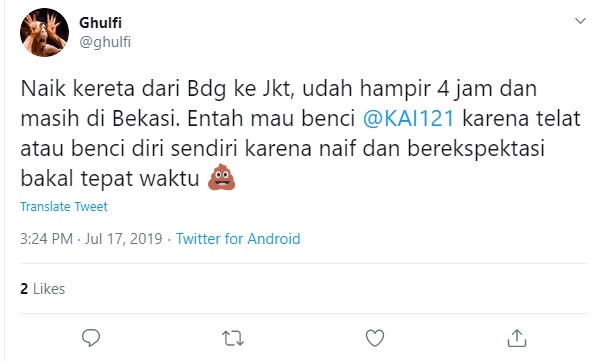 Ghulfi
@ghulfi
Naik kereta dari Bdg ke Jkt, udah hampir 4 jam dan
masih di Bekasi. Entah mau benci @KAI121 karena telat
atau benci diri sendiri karena naif dan berekspektasi
bakal tepat waktu 💩
Translate Tweet
3:24 PM · Jul 17, 2019 · Twitter for Android
2 Likes